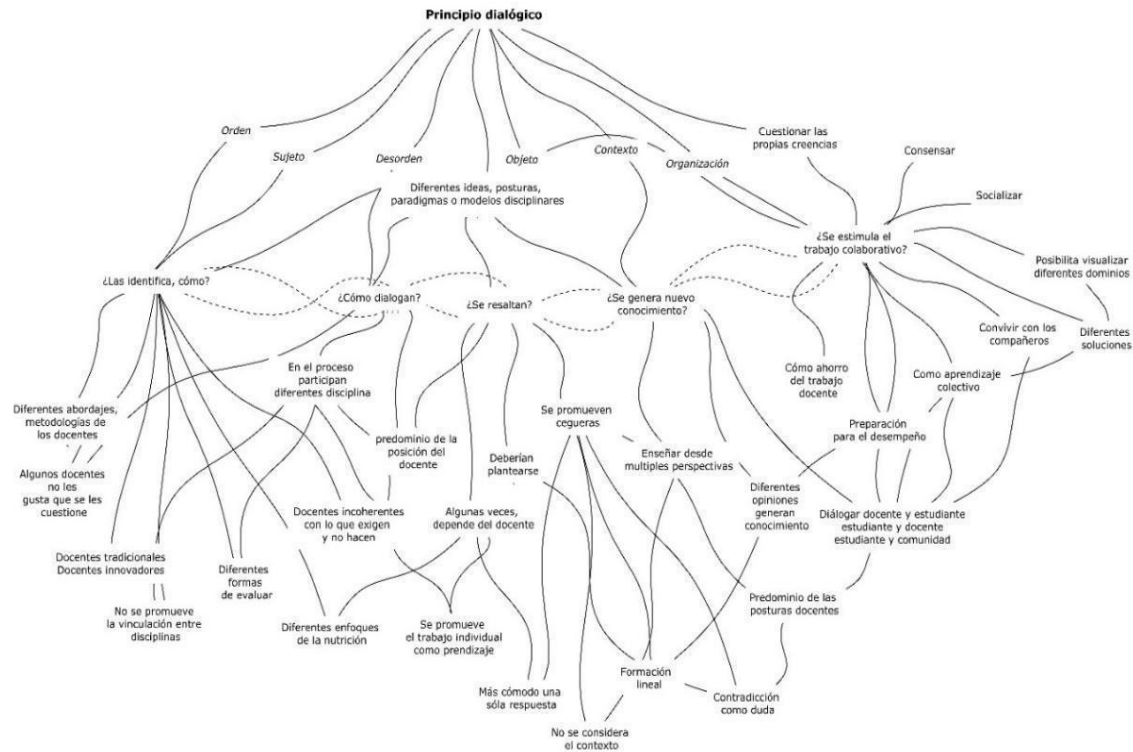 Principio dialógico
Orden
Sujeto
Desorden
Objeto
Contexto
Organización
Cuestionar las
propias creencias
Consensar
Socializar
Diferentes ideas, posturas,
paradigmas o modelos disciplinares
¿Se estimula el
trabajo colaborativo?
Posibilita visualizar
diferentes dominios
¿Las identifica, cómo?
¿Cómo dialogan?
¿Se resaltan?
¿Se genera nuevo
conocimiento?
Convivir con los
compañeros
Diferentes
soluciones
En el proceso
participan
diferentes disciplina
Cómo ahorro
del trabajo
docente
Como aprendizaje
colectivo
Diferentes abordajes,
metodologías de
los docentes
Se promueven
cegueras
Preparación
para el desempeño
predominio de la
posición del
docente
Deberían
plantearse
Enseñar desde
multiples perspectivas
Algunos docentes
no les
gusta que se les
cuestione
Diferentes
opiniones
generan
conocimiento
Docentes incoherentes
con lo que exigen
y no hacen
Algunas veces,
depende del docente
Diálogar docente y estudiante
estudiante y docente
estudiante y comunidad
Docentes tradicionales
Docentes innovadores
Diferentes
formas
de evaluar
Predominio de las
posturas docentes
No se promueve
la vinculación entre
disciplinas
Diferentes enfoques
de la nutrición
Se promueve
el trabajo individual
como prendizaje
Formación
lineal
Más cómodo una
sóla respuesta
Contradicción
como duda
No se considera
el contexto